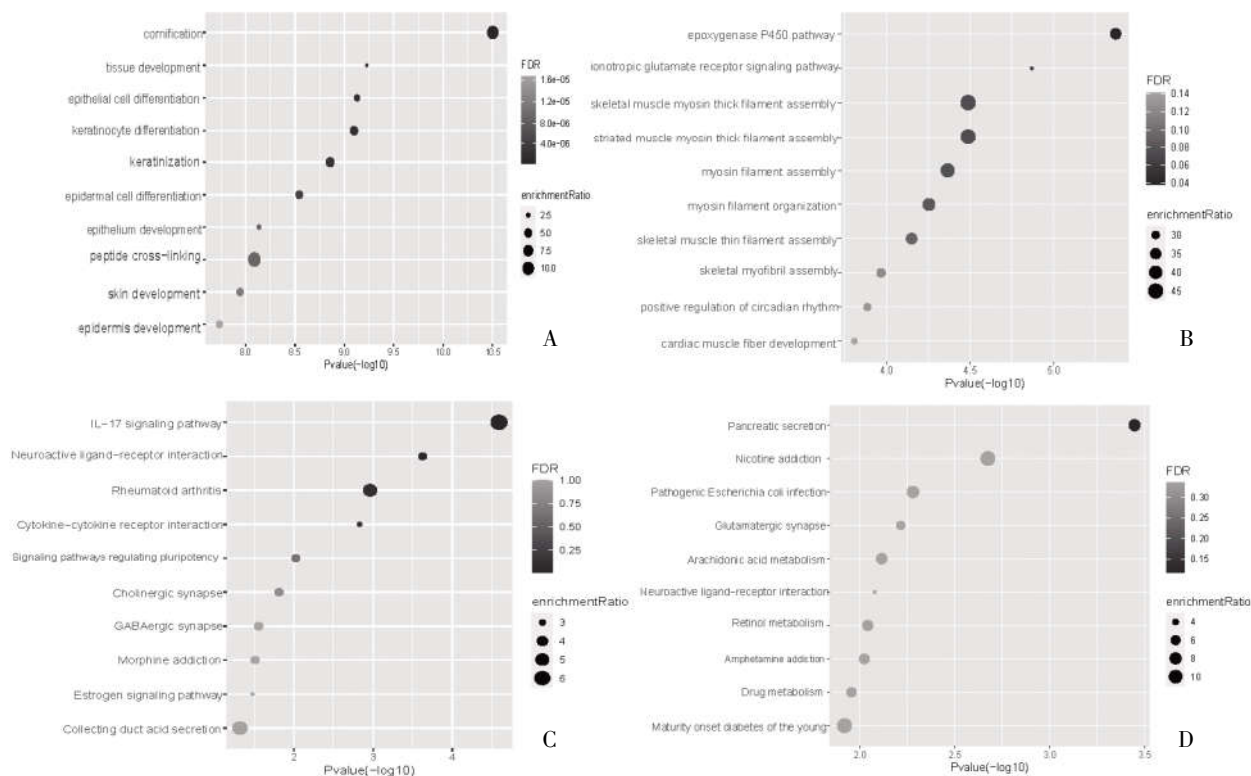 cornification
tissue development
epithelial cell differentiation
keratinocyte differentiation
keratinization
epidermal cell differentiation
epithelium development
peptide cross-linking
skin development
epidermis development
8.0 8.5 9.0 9.5 10.0 10.5
Pvalue(-log10)
FDR
1.6e-05
1.2e-05
8.0e-06
4.0e-06
enrichmentRatio
2.5
5.0
7.5
10.0
A
epoxygenase P450 pathway
ionotropic glutamate receptor signaling pathway
skeletal muscle myosin thick filament assembly
striated muscle myosin thick filament assembly
myosin filament assembly
myosin filament organization
skeletal muscle thin filament assembly
skeletal myofibril assembly
positive regulation of circadian rhythm
cardiac muscle fiber development
4.0 4.5 5.0
Pvalue(-log10)
FDR
0.14
0.12
0.10
0.08
0.06
0.04
enrichmentRatio
30
35
40
45
B
IL-17 signaling pathway
Neuroactive ligand-receptor interaction
Rheumatoid arthritis
Cytokine-cytokine receptor interaction
Signaling pathways regulating pluripotency
Cholinergic synapse
GABAergic synapse
Morphine addiction
Estrogen signaling pathway
Collecting duct acid secretion
2 3 4
Pvalue(-log10)
FDR
1.00
0.75
0.50
0.25
enrichmentRatio
3
4
5
6
C
Pancreatic secretion
Nicotine addiction
Pathogenic Escherichia coli infection
Glutamatergic synapse
Arachidonic acid metabolism
Neuroactive ligand-receptor interaction
Retinol metabolism
Amphetamine addiction
Drug metabolism
Maturity onset diabetes of the young
2.0 2.5 3.0 3.5
Pvalue(-log10)
FDR
0.30
0.25
0.20
0.15
enrichmentRatio
4
6
8
10
D